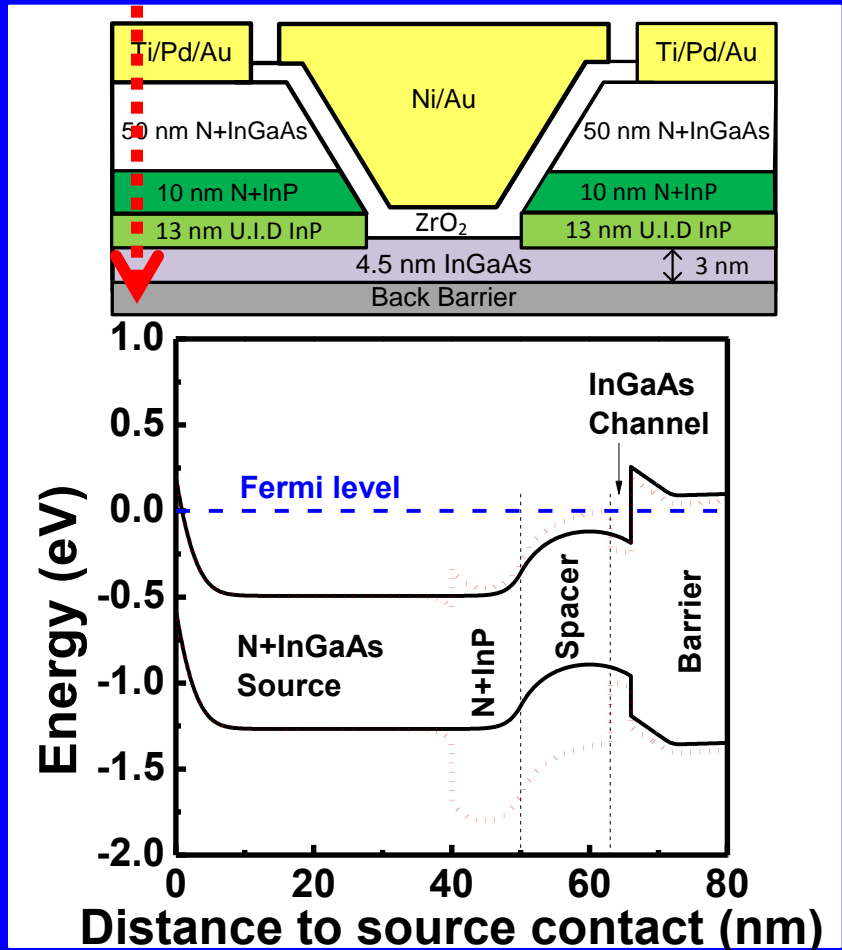 Ti/Pd/Au
Ti/Pd/Au
Ni/Au
50 nm N+InGaAs
50 nm N+InGaAs
10 nm N+InP
10 nm N+InP
ZrO₂
13 nm U.I.D InP
13 nm U.I.D InP
4.5 nm InGaAs
3 nm
Back Barrier
1.0
0.5
0.0
-0.5
-1.0
-1.5
-2.0
Energy (eV)
InGaAs
Channel
Fermi level
N+InGaAs
Source
N+InP
Spacer
Barrier
0
20
40
60
80
Distance to source contact (nm)